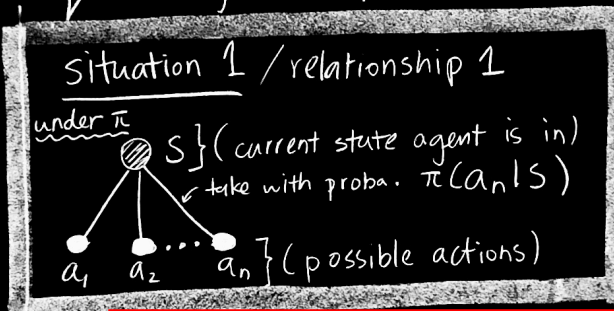 situation 1 / relationship 1
under π
S } (current state agent is in)
take with proba. π(aₙ|S)
a₁ a₂ ... aₙ } (possible actions)